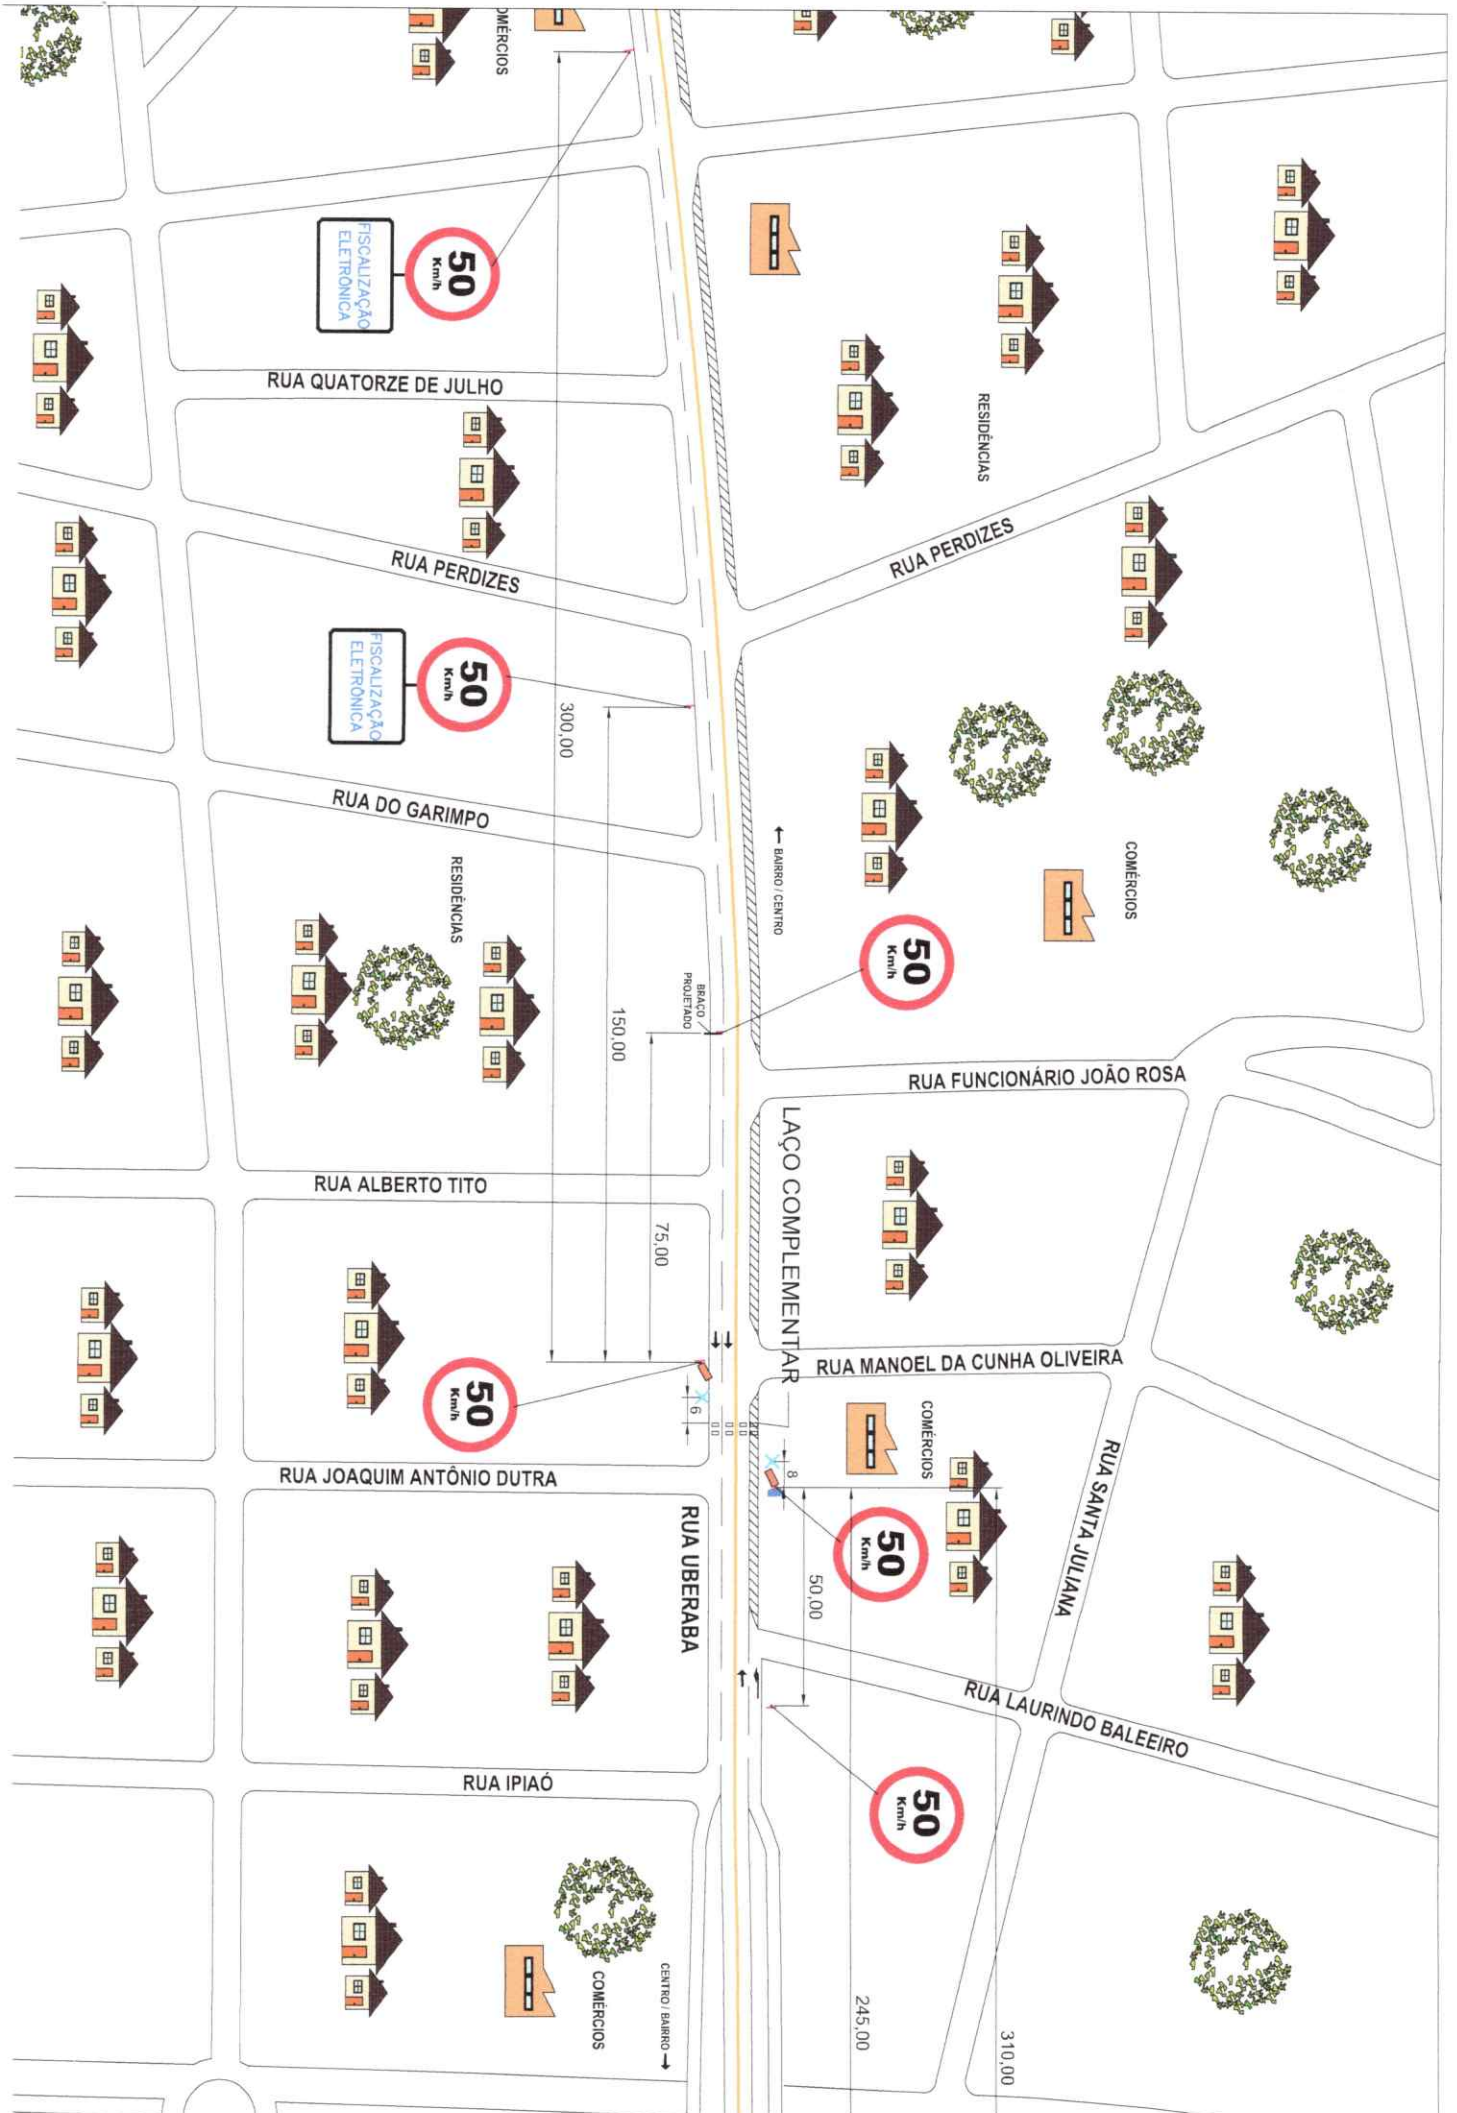 OMÉRCIOS
50
Km/h
FISCALIZAÇÃO
ELETRÔNICA
RUA QUATORZE DE JULHO
RESIDÊNCIAS
RUA PERDIZES
RUA PERDIZES
50
Km/h
FISCALIZAÇÃO
ELETRÔNICA
300,00
RUA DO GARIMPO
← BAIRRO / CENTRO
COMÉRCIOS
RESIDÊNCIAS
50
Km/h
BRAÇO
PROJETADO
150,00
RUA FUNCIONÁRIO JOÃO ROSA
RUA ALBERTO TITO
75,00
LAÇO COMPLEMENTAR
RUA MANOEL DA CUNHA OLIVEIRA
50
Km/h
6
COMÉRCIOS
8
RUA JOAQUIM ANTÔNIO DUTRA
RUA SANTA JULIANA
RUA UBERABA
50
Km/h
50,00
RUA LAURINDO BALEEIRO
RUA IPIAÓ
50
Km/h
CENTRO / BAIRRO →
COMÉRCIOS
245,00
310,00